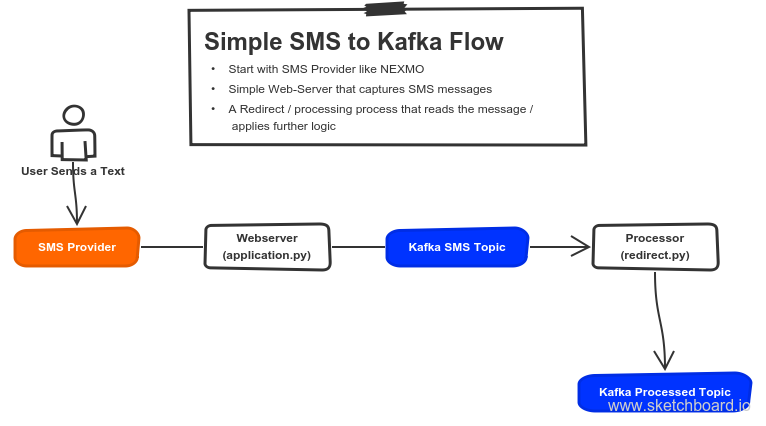 Simple SMS to Kafka Flow
• Start with SMS Provider like NEXMO
• Simple Web-Server that captures SMS messages
• A Redirect / processing process that reads the message /
applies further logic
User Sends a Text
SMS Provider
Webserver
(application.py)
Kafka SMS Topic
Processor
(redirect.py)
Kafka Processed Topic
www.sketchboard.io